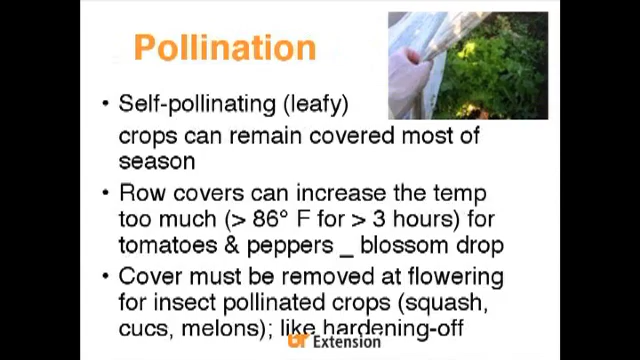 Pollination
• Self-pollinating (leafy)
crops can remain covered most of
season
• Row covers can increase the temp
too much (> 86° F for > 3 hours) for
tomatoes & peppers _ blossom drop
• Cover must be removed at flowering
for insect pollinated crops (squash,
cucs, melons); like hardening-off
UT Extension